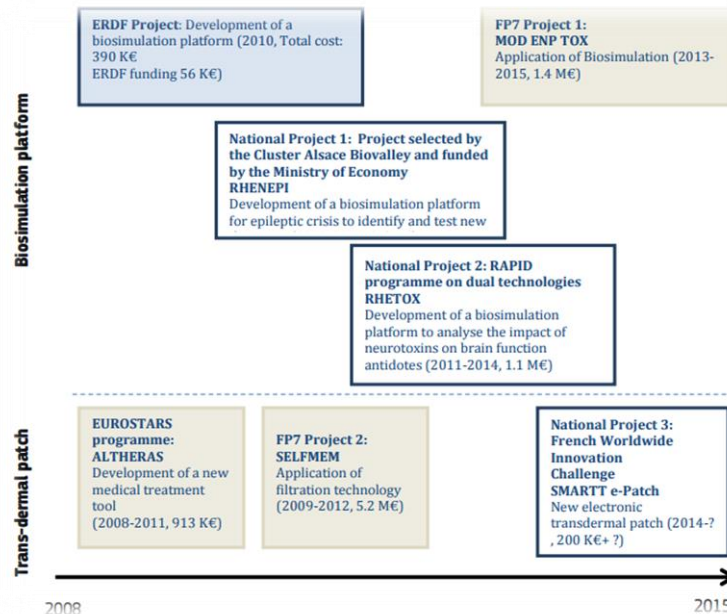 ERDF Project: Development of a
biosimulation platform (2010, Total cost:
390 K€
ERDF funding 56 K€)
FP7 Project 1:
MOD ENP TOX
Application of Biosimulation (2013-
2015, 1.4 M€)
Biosimulation platform
National Project 1: Project selected by
the Cluster Alsace Biovalley and funded
by the Ministry of Economy
RHENEPI
Development of a biosimulation platform
for epileptic crisis to identify and test new
National Project 2: RAPID
programme on dual technologies
RHETOX
Development of a biosimulation
platform to analyse the impact of
neurotoxins on brain function
antidotes (2011-2014, 1.1 M€)
Trans-dermal patch
EUROSTARS
programme:
ALTHERAS
Development of a new
medical treatment
tool
(2008-2011, 913 K€)
FP7 Project 2:
SELFMEM
Application of
filtration technology
(2009-2012, 5.2 M€)
National Project 3:
French Worldwide
Innovation
Challenge
SMARTT e-Patch
New electronic
transdermal patch (2014-?
, 200 K€+ ?)
2008
2015